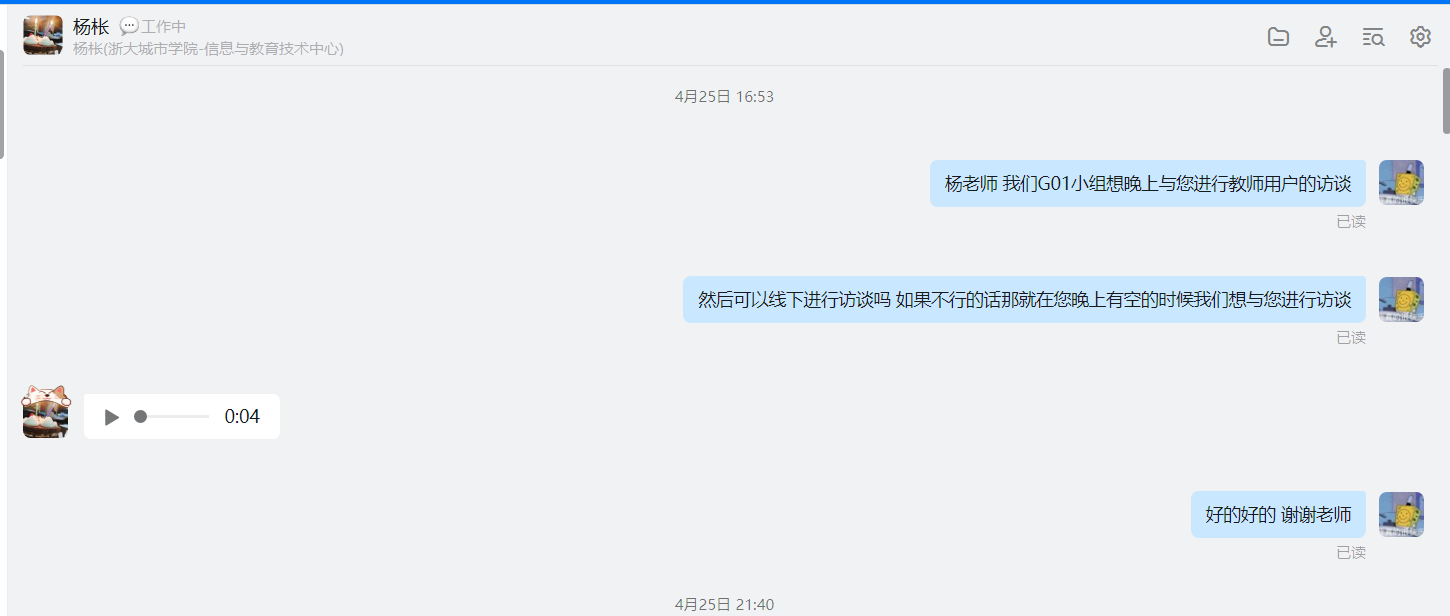 杨枨 工作中
杨枨(浙大城市学院-信息与教育技术中心)
4月25日 16:53
杨老师 我们G01小组想晚上与您进行教师用户的访谈
已读
然后可以线下进行访谈吗 如果不行的话那就在您晚上有空的时候我们想与您进行访谈
已读
0:04
好的好的 谢谢老师
已读
4月25日 21:40